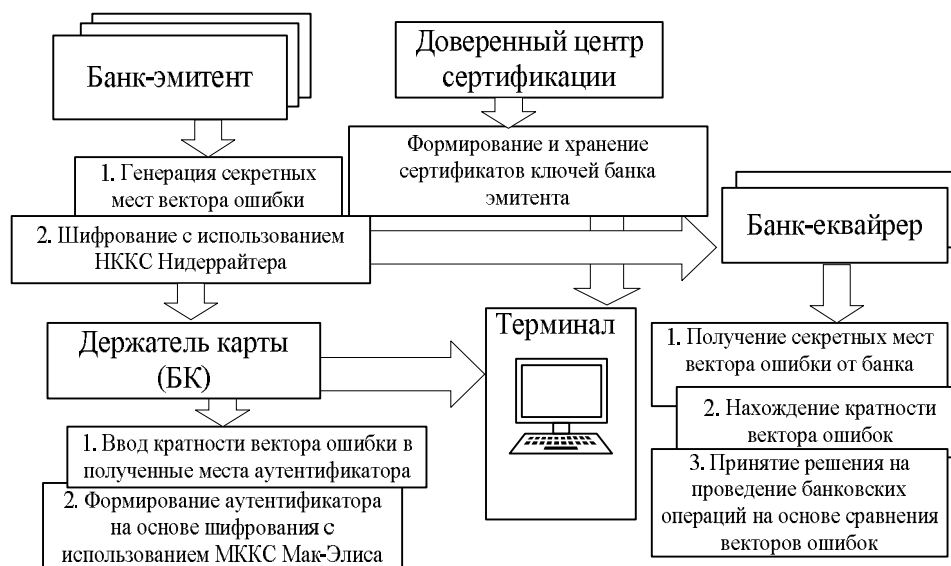 Банк-эмитент
Доверенный центр
сертификации
1. Генерация секретных
мест вектора ошибки
2. Шифрование с использованием
НККС Нидеррайтера
Формирование и хранение
сертификатов ключей банка
эмитента
Банк-еквайрер
Держатель карты
(БК)
Терминал
1. Получение секретных мест
вектора ошибки от банка
2. Нахождение кратности
вектора ошибок
3. Принятие решения на
проведение банковских
операций на основе сравнения
векторов ошибок
1. Ввод кратности вектора ошибки в
полученные места аутентификатора
2. Формирование аутентификатора
на основе шифрования с
использованием МККС Мак-Элиса